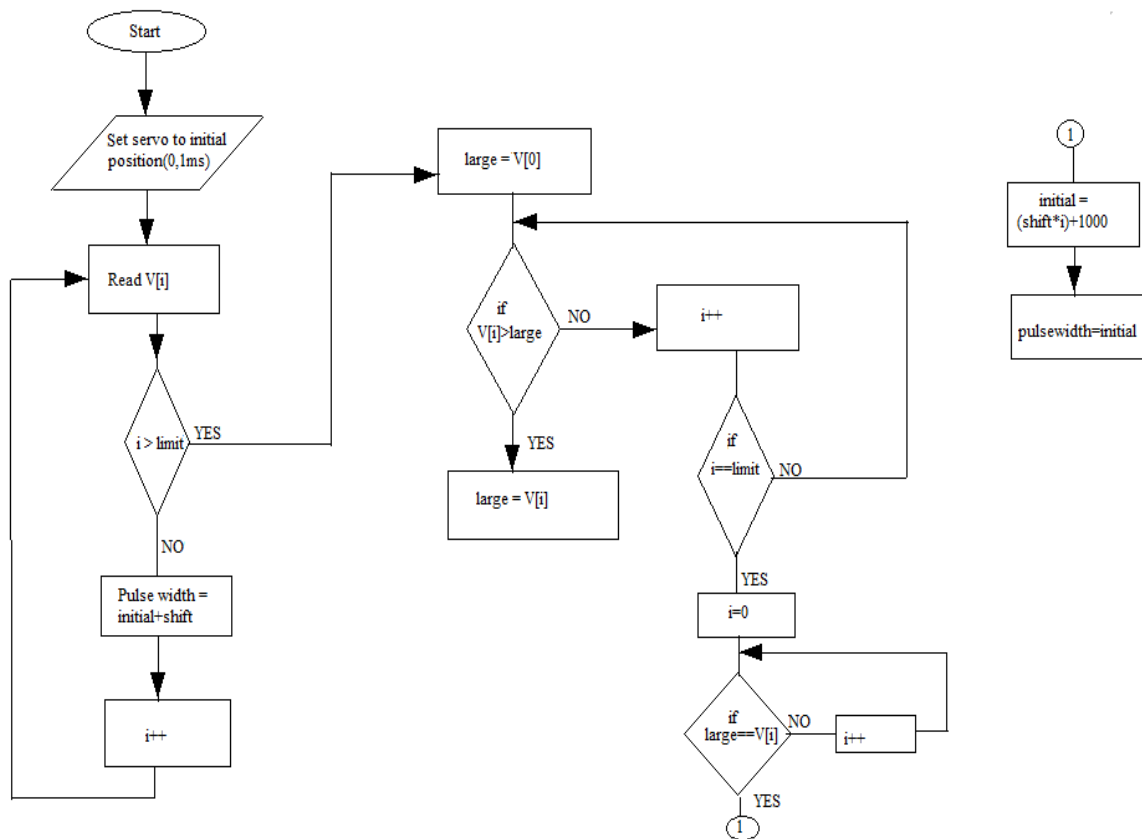 Start
Set servo to initial
position(0,1ms)
Read V[i]
i > limit
YES
NO
Pulse width =
initial+shift
i++
large = V[0]
if
V[i]>large
NO
YES
large = V[i]
i++
if
i==limit
NO
YES
i=0
if
large==V[i]
NO
i++
YES
1
1
initial =
(shift*i)+1000
pulsewidth=initial